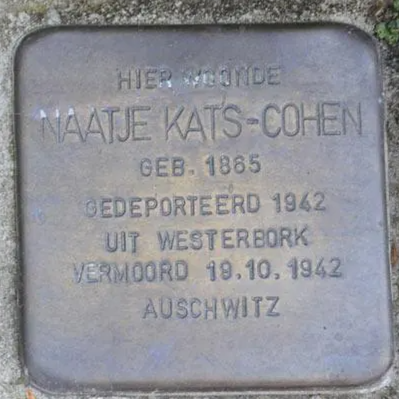 HIER WOONDE
NAATJE KATS-COHEN
GEB. 1865
GEDEPORTEERD 1942
UIT WESTERBORK
VERMOORD 19.10.1942
AUSCHWITZ